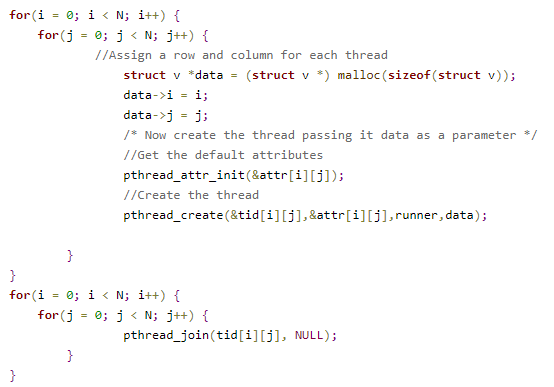 for(i = 0; i < N; i++) {
    for(j = 0; j < N; j++) {
            //Assign a row and column for each thread
                struct v *data = (struct v *) malloc(sizeof(struct v));
                data->i = i;
                data->j = j;
                /* Now create the thread passing it data as a parameter */
                //Get the default attributes
                pthread_attr_init(&attr[i][j]);
                //Create the thread
                pthread_create(&tid[i][j],&attr[i][j],runner,data);

        }
}
for(i = 0; i < N; i++) {
    for(j = 0; j < N; j++) {
                pthread_join(tid[i][j], NULL);
        }
}